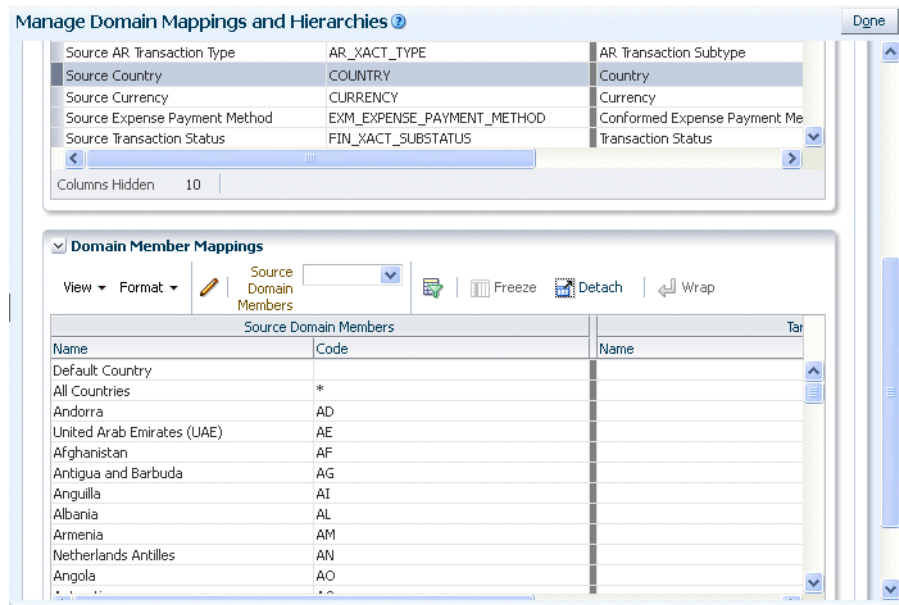 Manage Domain Mappings and Hierarchies ?
Done
Source AR Transaction Type AR_XACT_TYPE AR Transaction Subtype
Source Country COUNTRY Country
Source Currency CURRENCY Currency
Source Expense Payment Method EXM_EXPENSE_PAYMENT_METHOD Conformed Expense Payment Me
Source Transaction Status FIN_XACT_SUBSTATUS Transaction Status
Columns Hidden 10
Domain Member Mappings
View Format Source Domain Members Freeze Detach Wrap
Source Domain Members Tar
Name Code Name
Default Country
All Countries *
Andorra AD
United Arab Emirates (UAE) AE
Afghanistan AF
Antigua and Barbuda AG
Anguilla AI
Albania AL
Armenia AM
Netherlands Antilles AN
Angola AO